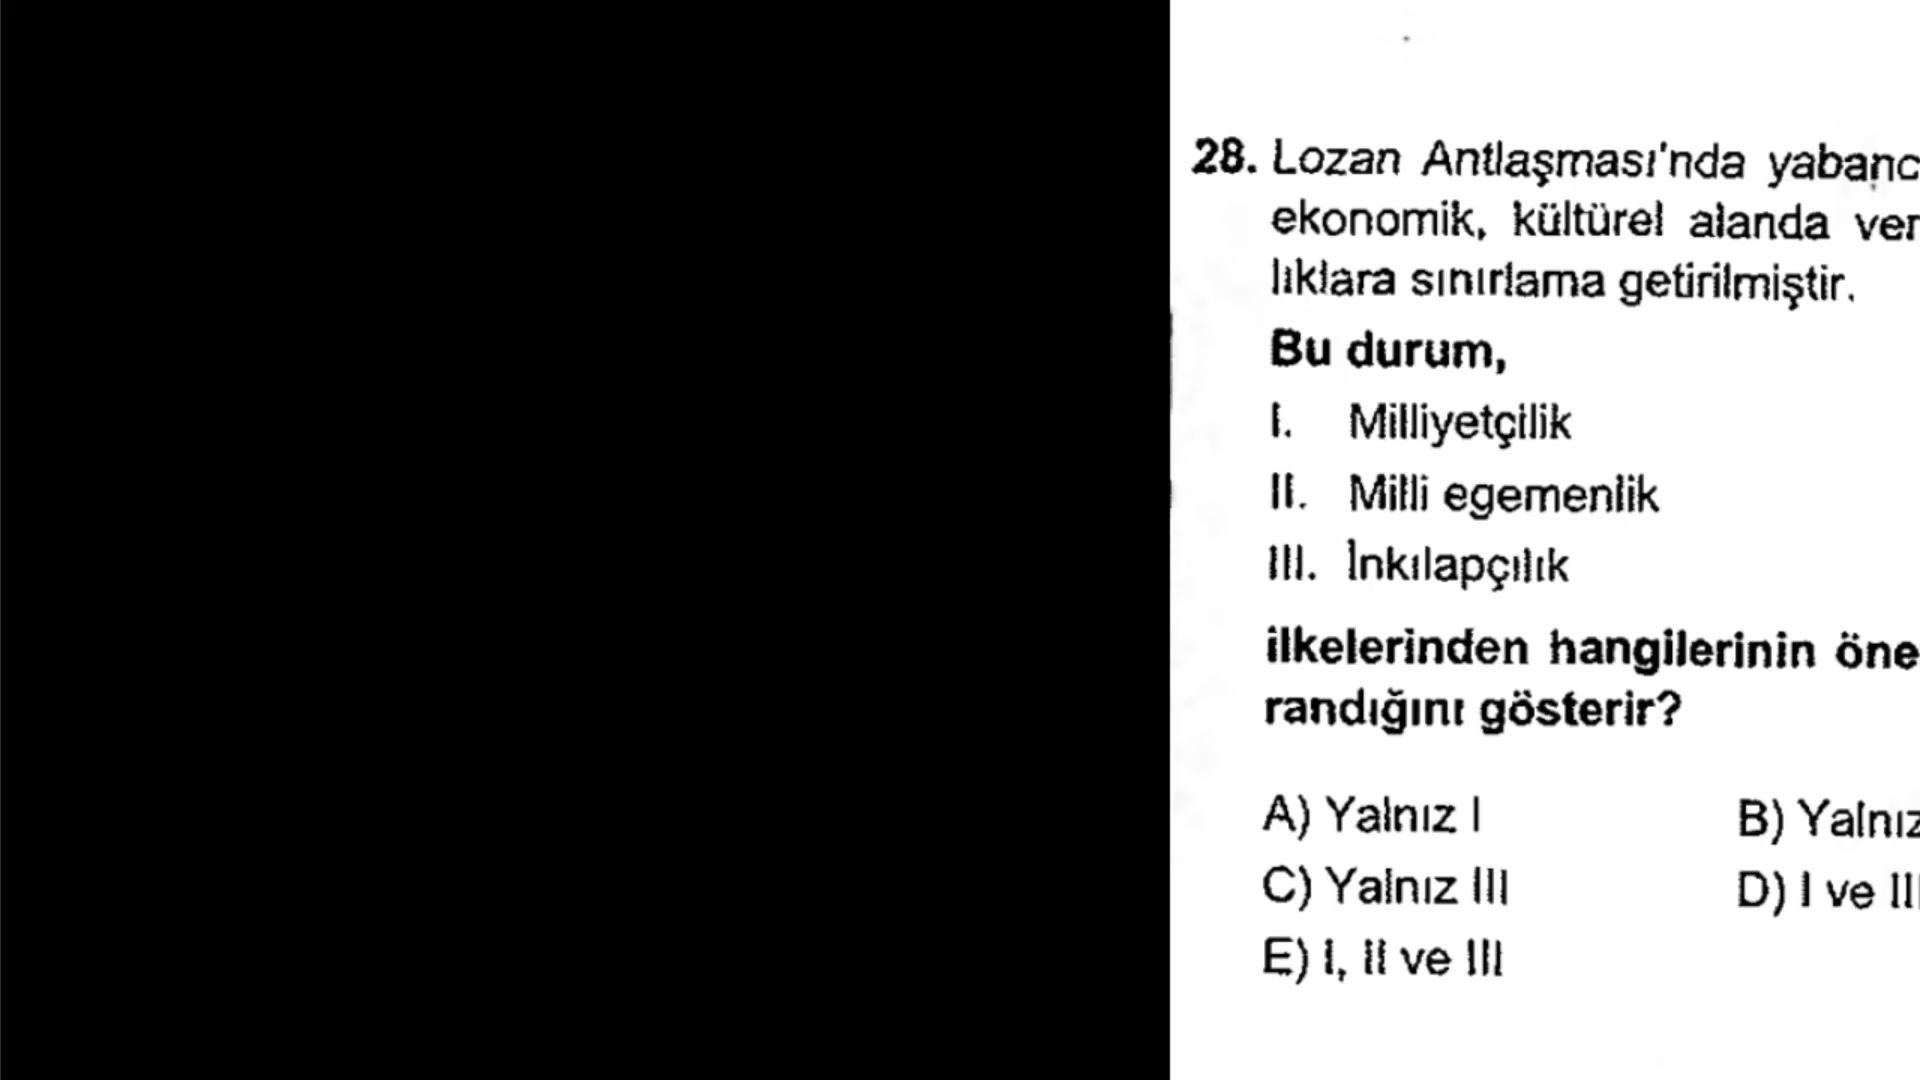 28. Lozan Antlaşması'nda yabanc
ekonomik, kültürel alanda ver
lıklara sınırlama getirilmiştir.
Bu durum,
I. Milliyetçilik
II. Milli egemenlik
III. İnkılapçılık
ilkelerinden hangilerinin öne
randığını gösterir?
A) Yalnız I
B) Yalnız
C) Yalnız III
D) I ve III
E) I, II ve III